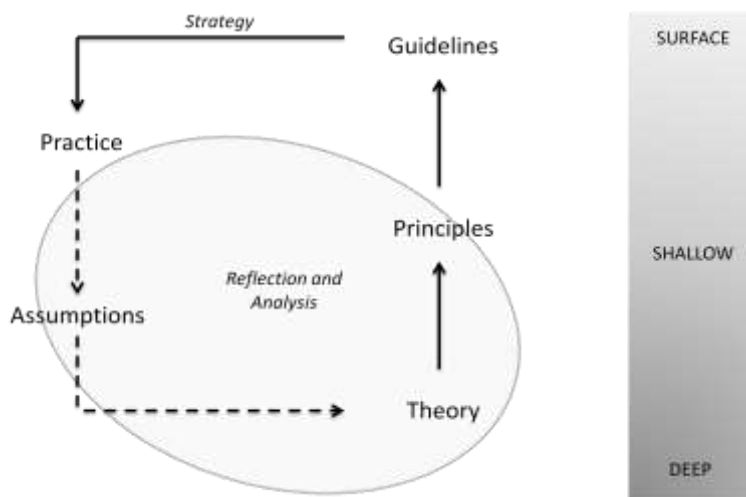 Strategy
Guidelines
SURFACE
Practice
Principles
SHALLOW
Reflection and
Analysis
Assumptions
Theory
DEEP